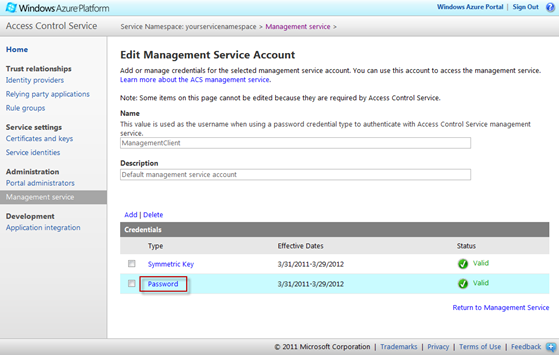 Windows Azure Platform
Windows Azure Portal | Sign Out
Access Control Service
Service Namespace: yourservicenamespace > Management service >
Home
Trust relationships
Identity providers
Relying party applications
Rule groups
Service settings
Certificates and keys
Service identities
Administration
Portal administrators
Management service
Development
Application integration
Edit Management Service Account
Add or manage credentials for the selected management service account. You can use this account to access the management service.
Learn more about the ACS management service.
Note: Some items on this page cannot be edited because they are required by Access Control Service.
Name
This value is used as the username when using a password credential type to authenticate with Access Control Service management
service.
ManagementClient
Description
Default management service account
Add | Delete
Credentials
Type Effective Dates Status
Symmetric Key 3/31/2011-3/29/2012 Valid
Password 3/31/2011-3/29/2012 Valid
Return to Management Service
© 2011 Microsoft Corporation | Trademarks | Privacy | Terms of Use | Feedback